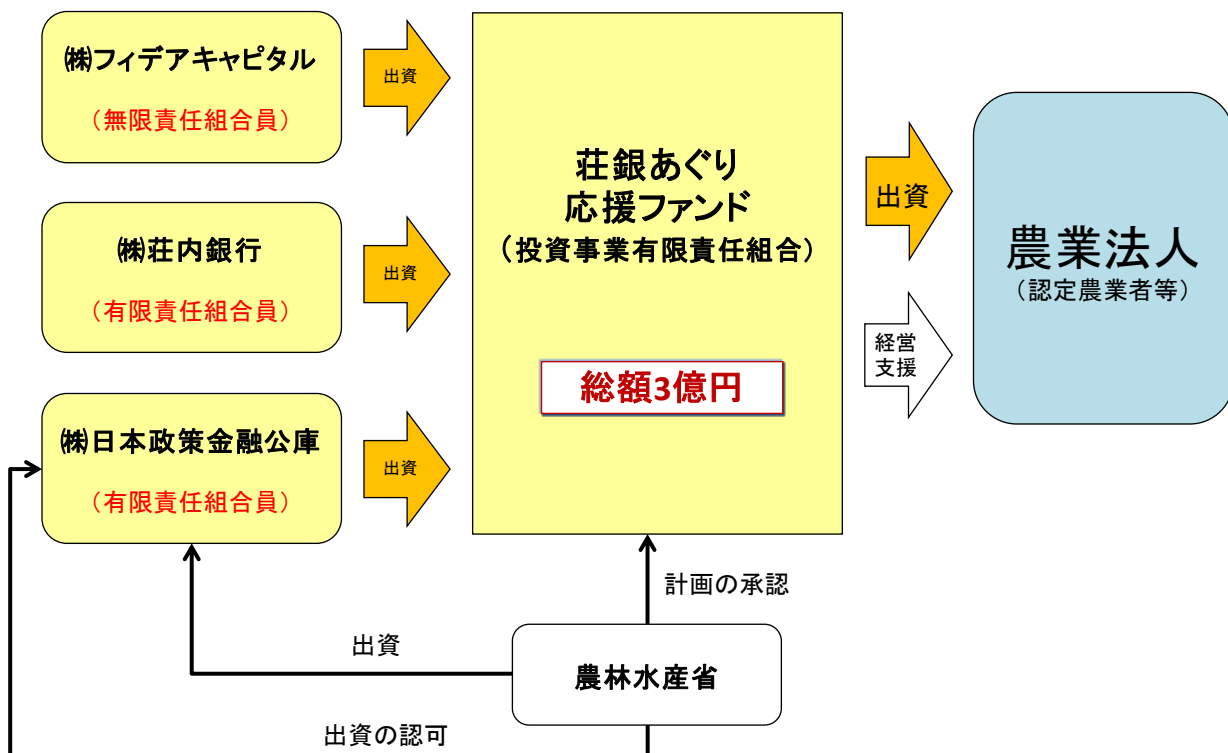 ㈱フィデアキャピタル
（無限責任組合員）
出資
㈱荘内銀行
（有限責任組合員）
出資
㈱日本政策金融公庫
（有限責任組合員）
出資
荘銀あぐり
応援ファンド
（投資事業有限責任組合）
総額3億円
出資
経営
支援
農業法人
（認定農業者等）
計画の承認
出資
農林水産省
出資の認可